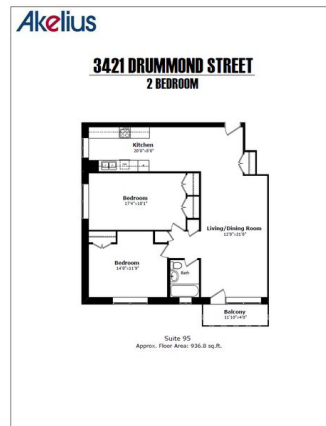 Akelius
3421 DRUMMOND STREET
2 BEDROOM
Kitchen
Bedroom
Living/Dining Room
Bedroom
Bath
Balcony
Suite 95
Approx. Floor Area: 936.8 sq.ft.